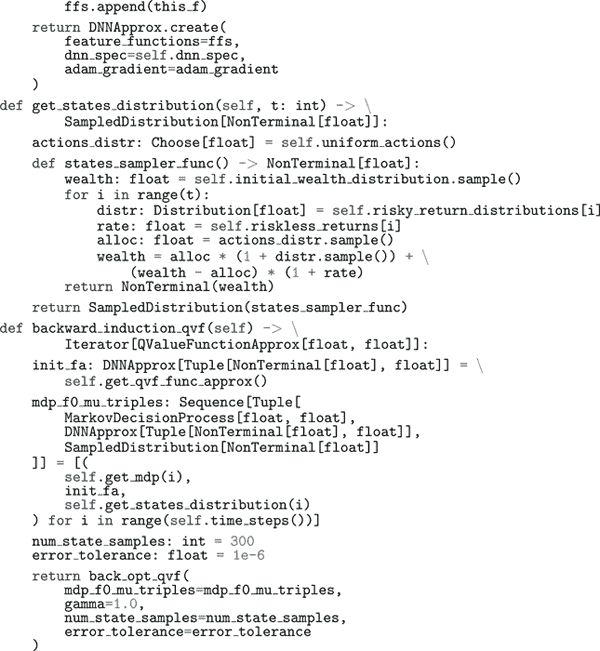 ffs.append(this_f)
    return DNNApprox.create(
        feature_functions=ffs,
        dnn_spec=self.dnn_spec,
        adam_gradient=adam_gradient
    )
def get_states_distribution(self, t: int) -> \
        SampledDistribution[NonTerminal[float]]:
    actions_distr: Choose[float] = self.uniform_actions()
    def states_sampler_func() -> NonTerminal[float]:
        wealth: float = self.initial_wealth_distribution.sample()
        for i in range(t):
            distr: Distribution[float] = self.risky_return_distributions[i]
            rate: float = self.riskless_returns[i]
            alloc: float = actions_distr.sample()
            wealth = alloc * (1 + distr.sample()) + \
                (wealth - alloc) * (1 + rate)
        return NonTerminal(wealth)
    return SampledDistribution(states_sampler_func)
def backward_induction_qvf(self) -> \
        Iterator[QValueFunctionApprox[float, float]]:
    init_fa: DNNApprox[Tuple[NonTerminal[float], float]] = \
        self.get_qvf_func_approx()
    mdp_f0_mu_triples: Sequence[Tuple[
        MarkovDecisionProcess[float, float],
        DNNApprox[Tuple[NonTerminal[float], float]],
        SampledDistribution[NonTerminal[float]]
    ]] = [(
        self.get_mdp(i),
        init_fa,
        self.get_states_distribution(i)
    ) for i in range(self.time_steps())]
    num_state_samples: int = 300
    error_tolerance: float = 1e-6
    return back_opt_qvf(
        mdp_f0_mu_triples=mdp_f0_mu_triples,
        gamma=1.0,
        num_state_samples=num_state_samples,
        error_tolerance=error_tolerance
    )